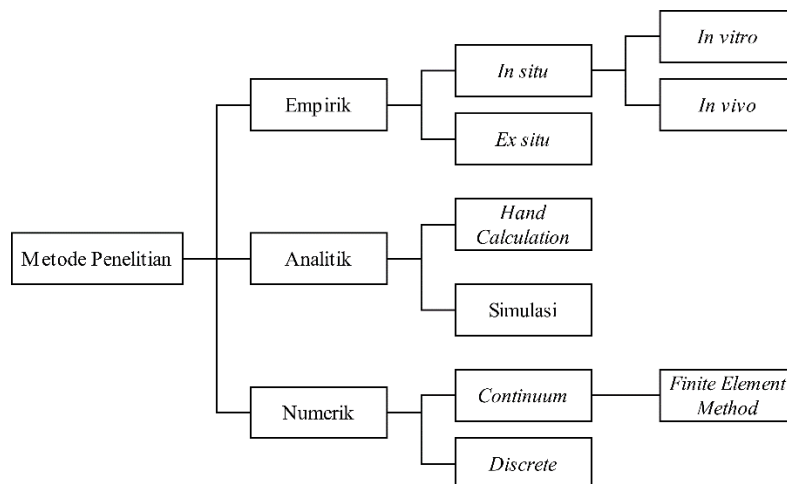 In vitro
In situ
Empirik
In vivo
Ex situ
Hand
Calculation
Metode Penelitian
Analitik
Simulasi
Continuum
Finite Element
Method
Numerik
Discrete